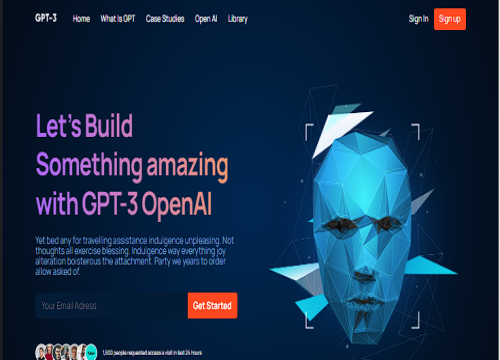 GPT-3
Home What is GPT Case Studies Open AI Library
Sign In Sign up
Let's Build
Something amazing
with GPT-3 OpenAI
Yet bed any for travelling assistance indulgence unpleasing. Not
thoughts all exercise blessing. Indulgence way everything joy
alteration boisterous the attachment. Party we years to order
allow asked of.
Your Email Adress Get Started
1,600 people requested access a visit in last 24 hours